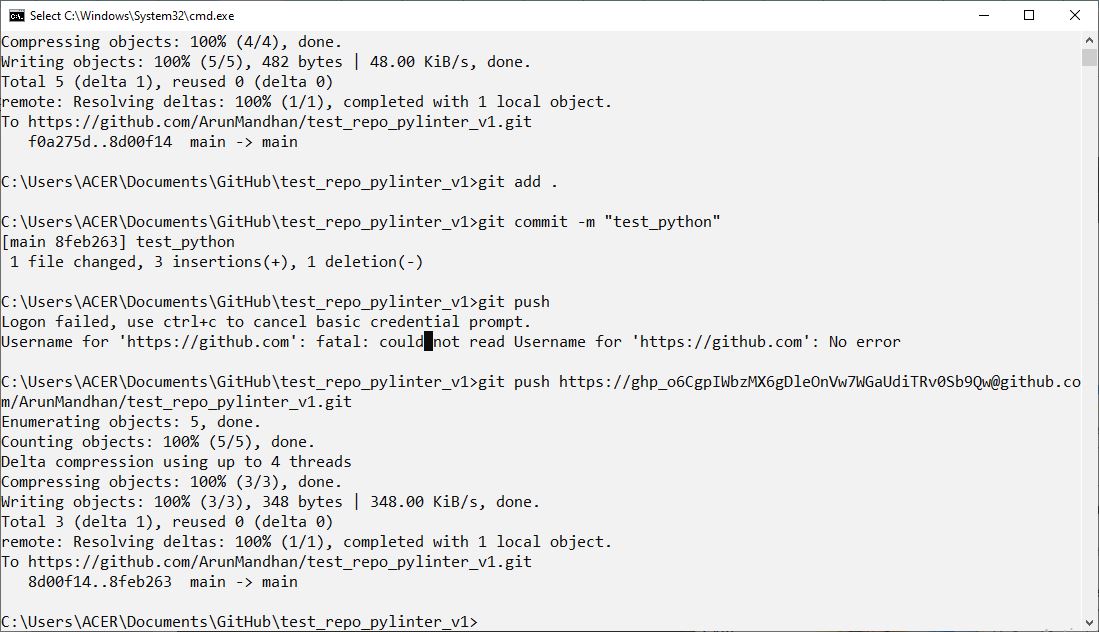 Select C:\Windows\System32\cmd.exe
Compressing objects: 100% (4/4), done.
Writing objects: 100% (5/5), 482 bytes | 48.00 KiB/s, done.
Total 5 (delta 1), reused 0 (delta 0)
remote: Resolving deltas: 100% (1/1), completed with 1 local object.
To https://github.com/ArunMandhan/test_repo_pylinter_v1.git
f0a275d..8d00f14  main -> main
C:\Users\ACER\Documents\GitHub\test_repo_pylinter_v1>git add .
C:\Users\ACER\Documents\GitHub\test_repo_pylinter_v1>git commit -m "test_python"
[main 8feb263] test_python
1 file changed, 3 insertions(+), 1 deletion(-)
C:\Users\ACER\Documents\GitHub\test_repo_pylinter_v1>git push
Logon failed, use ctrl+c to cancel basic credential prompt.
Username for 'https://github.com': fatal: could not read Username for 'https://github.com': No error
C:\Users\ACER\Documents\GitHub\test_repo_pylinter_v1>git push https://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@github.co
m/ArunMandhan/test_repo_pylinter_v1.git
Enumerating objects: 5, done.
Counting objects: 100% (5/5), done.
Delta compression using up to 4 threads
Compressing objects: 100% (3/3), done.
Writing objects: 100% (3/3), 348 bytes | 348.00 KiB/s, done.
Total 3 (delta 1), reused 0 (delta 0)
remote: Resolving deltas: 100% (1/1), completed with 1 local object.
To https://github.com/ArunMandhan/test_repo_pylinter_v1.git
8d00f14..8feb263  main -> main
C:\Users\ACER\Documents\GitHub\test_repo_pylinter_v1>